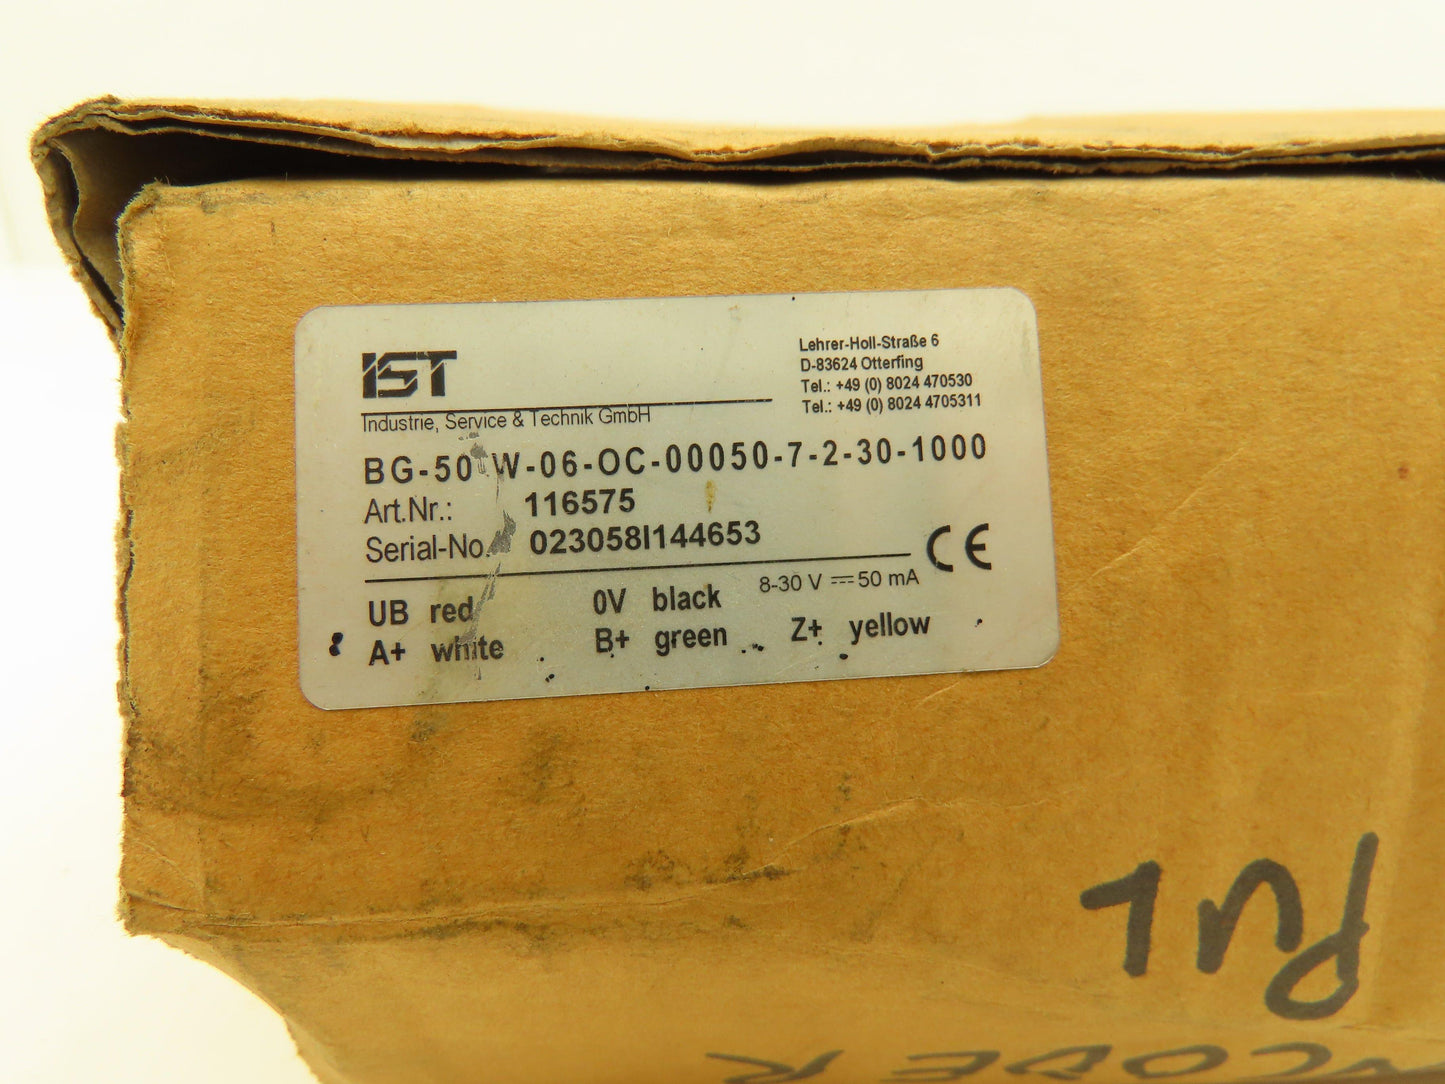 IST
Industrie, Service & Technik GmbH
Lehrer-Holl-Straße 6
D-83624 Otterfing
Tel.: +49 (0) 8024 470530
Tel.: +49 (0) 8024 4705311
BG-50 W-06-OC-00050-7-2-30-1000
Art.Nr.: 116575
Serial-No. 023058I144653
CE
8-30 V ⎓ 50 mA
UB red 0V black
A+ white B+ green Z+ yellow